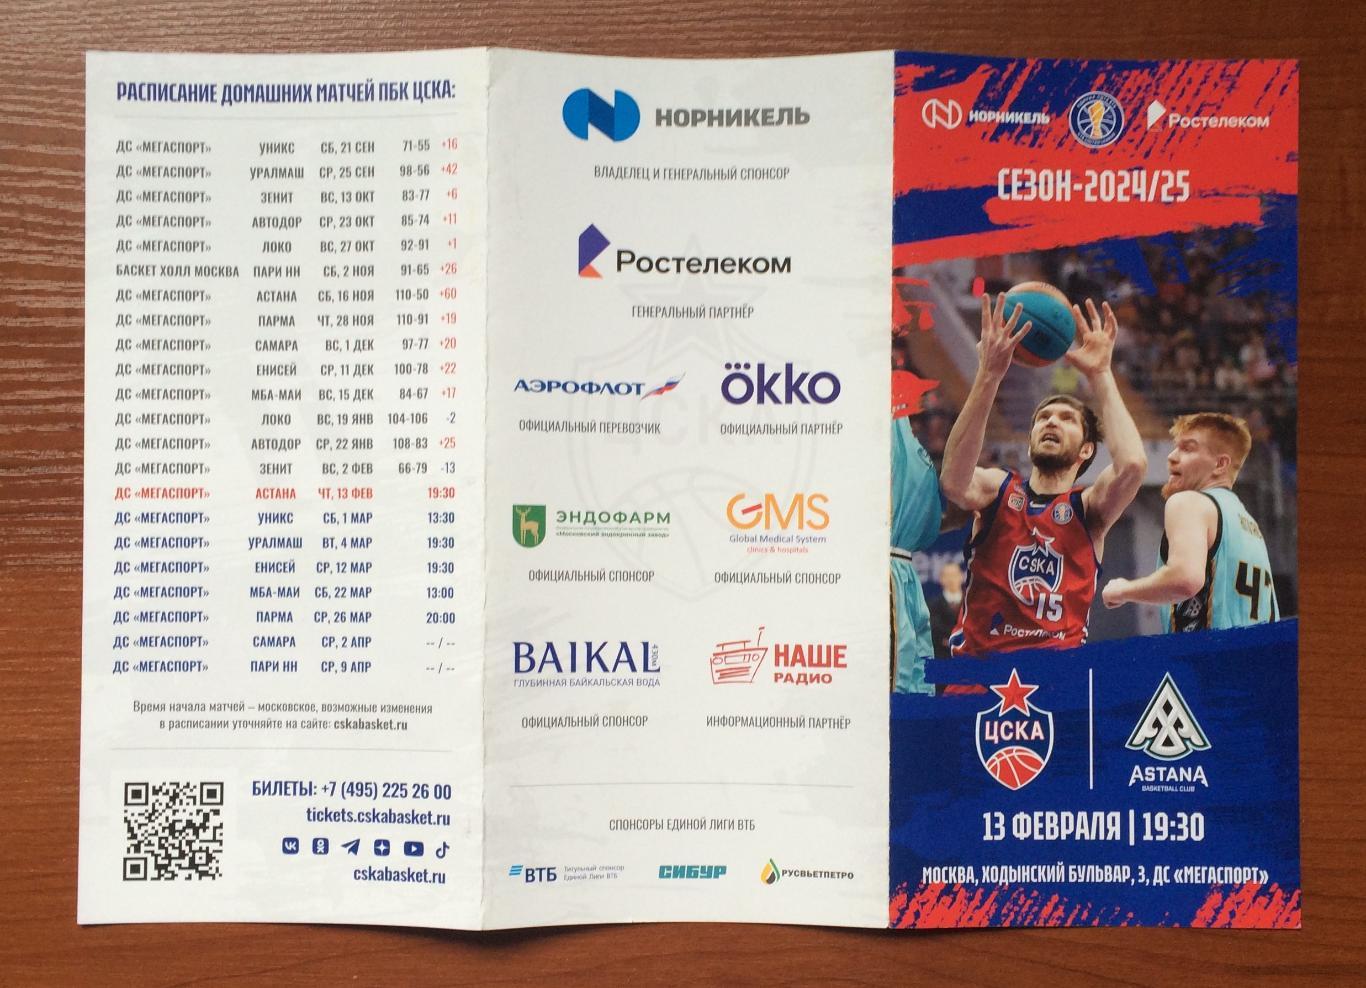 РАСПИСАНИЕ ДОМАШНИХ МАТЧЕЙ ПБК ЦСКА:
ДС «МЕГАСПОРТ» УНИКС СБ, 21 СЕН 71-55 +16
ДС «МЕГАСПОРТ» УРАЛМАШ СР, 25 СЕН 98-56 +42
ДС «МЕГАСПОРТ» ЗЕНИТ ВС, 13 ОКТ 83-77 +6
ДС «МЕГАСПОРТ» АВТОДОР СР, 23 ОКТ 85-74 +11
ДС «МЕГАСПОРТ» ЛОКО ВС, 27 ОКТ 92-91 +1
БАСКЕТ ХОЛЛ МОСКВА ПАРИ НН СБ, 2 НОЯ 91-65 +26
ДС «МЕГАСПОРТ» АСТАНА СБ, 16 НОЯ 110-50 +60
ДС «МЕГАСПОРТ» ПАРМА ЧТ, 28 НОЯ 110-91 +19
ДС «МЕГАСПОРТ» САМАРА ВС, 1 ДЕК 97-77 +20
ДС «МЕГАСПОРТ» ЕНИСЕЙ СР, 11 ДЕК 100-78 +22
ДС «МЕГАСПОРТ» МБА-МАИ ВС, 15 ДЕК 84-67 +17
ДС «МЕГАСПОРТ» ЛОКО ВС, 19 ЯНВ 104-106 -2
ДС «МЕГАСПОРТ» АВТОДОР СР, 22 ЯНВ 108-83 +25
ДС «МЕГАСПОРТ» ЗЕНИТ ВС, 2 ФЕВ 66-79 -13
ДС «МЕГАСПОРТ» АСТАНА ЧТ, 13 ФЕВ 19:30
ДС «МЕГАСПОРТ» УНИКС СБ, 1 МАР 13:30
ДС «МЕГАСПОРТ» УРАЛМАШ ВТ, 4 МАР 19:30
ДС «МЕГАСПОРТ» ЕНИСЕЙ СР, 12 МАР 19:30
ДС «МЕГАСПОРТ» МБА-МАИ СБ, 22 МАР 13:00
ДС «МЕГАСПОРТ» ПАРМА СР, 26 МАР 20:00
ДС «МЕГАСПОРТ» САМАРА СР, 2 АПР -- / --
ДС «МЕГАСПОРТ» ПАРИ НН СР, 9 АПР -- / --
Время начала матчей – московское, возможные изменения
в расписании уточняйте на сайте: cskabasket.ru
БИЛЕТЫ: +7 (495) 225 26 00
tickets.cskabasket.ru
cskabasket.ru
НОРНИКЕЛЬ
ВЛАДЕЛЕЦ И ГЕНЕРАЛЬНЫЙ СПОНСОР
Ростелеком
ГЕНЕРАЛЬНЫЙ ПАРТНЁР
ЦСКА
АЭРОФЛОТ
ОФИЦИАЛЬНЫЙ ПЕРЕВОЗЧИК
ökko
ОФИЦИАЛЬНЫЙ ПАРТНЁР
ЭНДОФАРМ
«Московский эндокринный завод»
ОФИЦИАЛЬНЫЙ СПОНСОР
GMS
Global Medical System
clinics & hospitals
ОФИЦИАЛЬНЫЙ СПОНСОР
BAIKAL 430м
ГЛУБИННАЯ БАЙКАЛЬСКАЯ ВОДА
ОФИЦИАЛЬНЫЙ СПОНСОР
НАШЕ
РАДИО
ИНФОРМАЦИОННЫЙ ПАРТНЁР
СПОНСОРЫ ЕДИНОЙ ЛИГИ ВТБ
ВТБ
Титульный спонсор
Единой Лиги ВТБ
СИБУР
РУСВЬЕТПЕТРО
НОРНИКЕЛЬ
Ростелеком
СЕЗОН-2024/25
CSKA
15
Ростелеком
ЦСКА
ASTANA
BASKETBALL CLUB
13 ФЕВРАЛЯ | 19:30
МОСКВА, ХОДЫНСКИЙ БУЛЬВАР, 3, ДС «МЕГАСПОРТ»